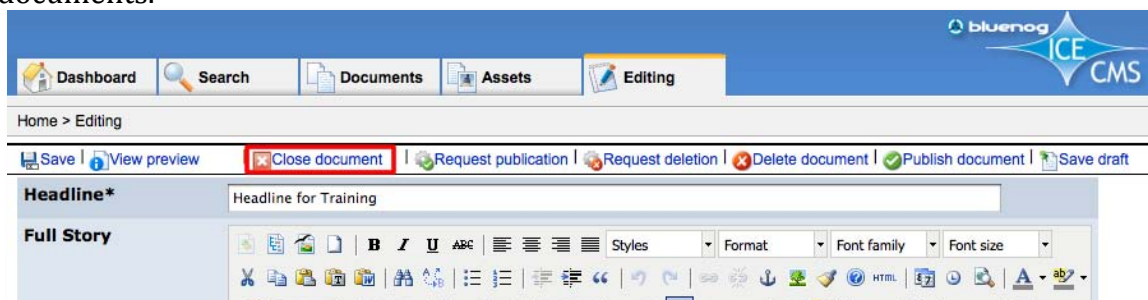 documents.
bluenog
ICE
CMS
Dashboard Search Documents Assets Editing
Home > Editing
Save | View preview | Close document | Request publication | Request deletion | Delete document | Publish document | Save draft
Headline* Headline for Training
Full Story B I U ABC Styles Format Font family Font size
HTML A ab